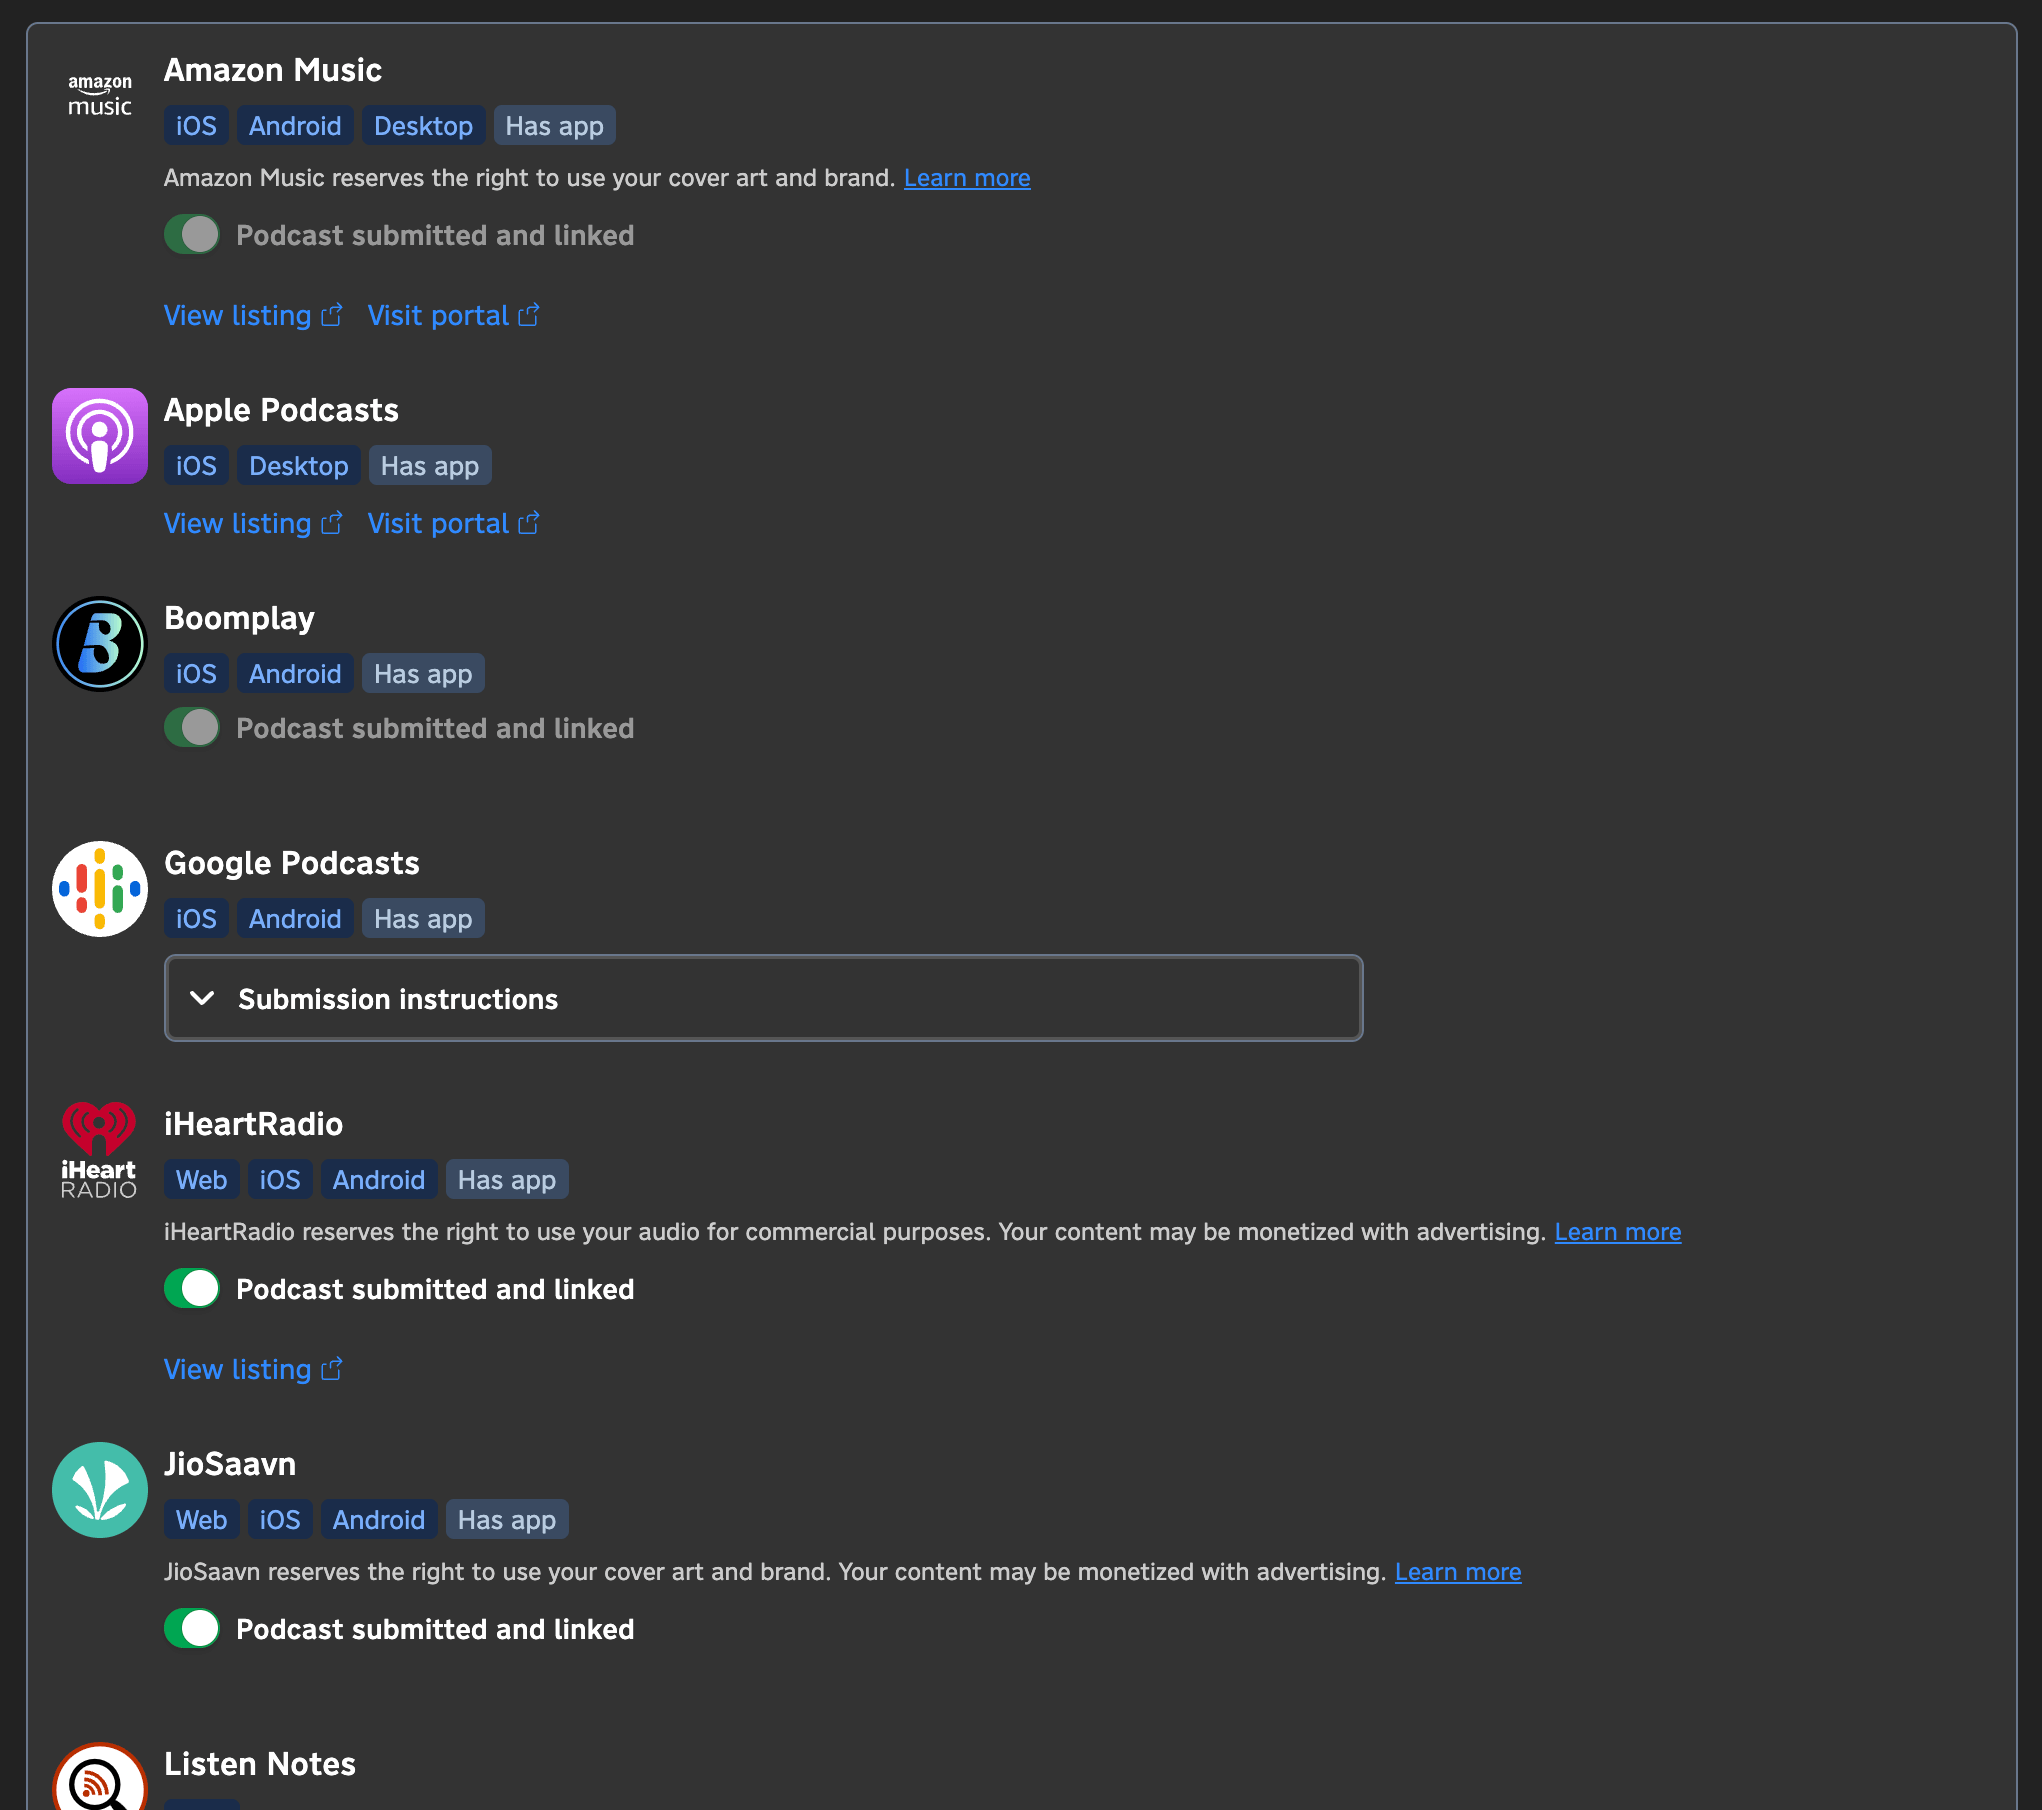 amazon
music
Amazon Music
iOS Android Desktop Has app
Amazon Music reserves the right to use your cover art and brand. Learn more
Podcast submitted and linked
View listing Visit portal
Apple Podcasts
iOS Desktop Has app
View listing Visit portal
Boomplay
iOS Android Has app
Podcast submitted and linked
Google Podcasts
iOS Android Has app
Submission instructions
iHeart
RADIO
iHeartRadio
Web iOS Android Has app
iHeartRadio reserves the right to use your audio for commercial purposes. Your content may be monetized with advertising. Learn more
Podcast submitted and linked
View listing
JioSaavn
Web iOS Android Has app
JioSaavn reserves the right to use your cover art and brand. Your content may be monetized with advertising. Learn more
Podcast submitted and linked
Listen Notes